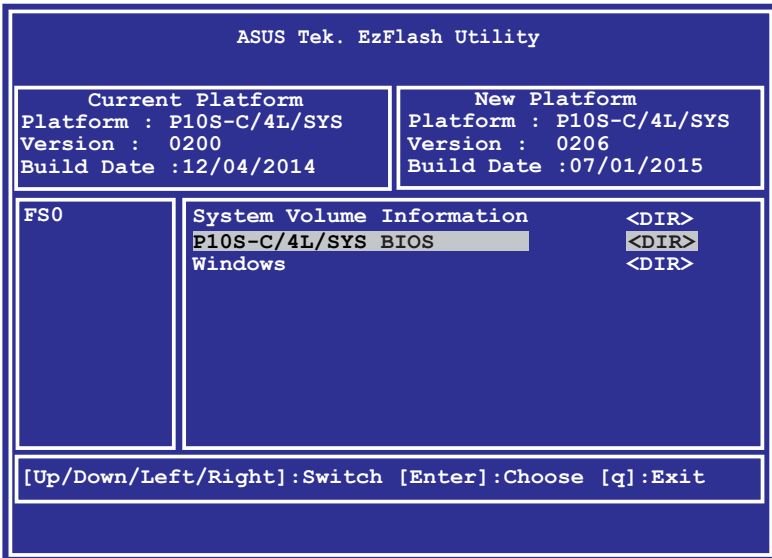 ASUS Tek. EzFlash Utility
Current Platform
Platform : P10S-C/4L/SYS
Version : 0200
Build Date :12/04/2014
New Platform
Platform : P10S-C/4L/SYS
Version : 0206
Build Date :07/01/2015
FS0
System Volume Information <DIR>
P10S-C/4L/SYS BIOS <DIR>
Windows <DIR>
[Up/Down/Left/Right]:Switch [Enter]:Choose [q]:Exit